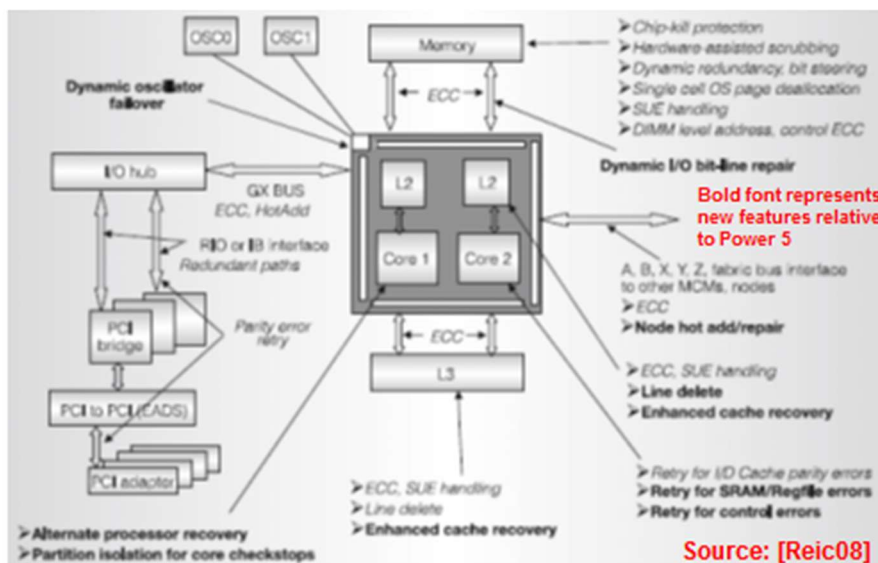 OSC0
OSC1
Memory
➤Chip-kill protection
➤Hardware-assisted scrubbing
➤Dynamic redundancy, bit steering
➤Single cell OS page deallocation
➤SUE handling
➤DIMM level address, control ECC
Dynamic oscillator
failover
ECC
Dynamic I/O bit-line repair
I/O hub
GX BUS
ECC, HotAdd
L2
L2
Bold font represents
new features relative
to Power 5
RIO or IB interface
Redundant paths
Core 1
Core 2
A, B, X, Y, Z, fabric bus interface
to other MCMs, nodes
➤ECC
➤Node hot add/repair
PCI
bridge
Parity error
retry
ECC
L3
➤ECC, SUE handling
➤Line delete
➤Enhanced cache recovery
PCI to PCI (EADS)
PCI adaptor
➤ECC, SUE handling
➤Line delete
➤Enhanced cache recovery
➤Retry for I/D Cache parity errors
➤Retry for SRAM/Regfile errors
➤Retry for control errors
➤Alternate processor recovery
➤Partition isolation for core checkstops
Source: [Reic08]